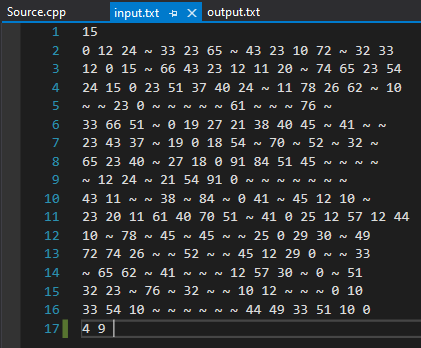 Source.cpp input.txt output.txt
1 15
2 0 12 24 ~ 33 23 65 ~ 43 23 10 72 ~ 32 33
3 12 0 15 ~ 66 43 23 12 11 20 ~ 74 65 23 54
4 24 15 0 23 51 37 40 24 ~ 11 78 26 62 ~ 10
5 ~ ~ 23 0 ~ ~ ~ ~ ~ 61 ~ ~ ~ 76 ~
6 33 66 51 ~ 0 19 27 21 38 40 45 ~ 41 ~ ~
7 23 43 37 ~ 19 0 18 54 ~ 70 ~ 52 ~ 32 ~
8 65 23 40 ~ 27 18 0 91 84 51 45 ~ ~ ~ ~
9 ~ 12 24 ~ 21 54 91 0 ~ ~ ~ ~ ~ ~ ~
10 43 11 ~ ~ 38 ~ 84 ~ 0 41 ~ 45 12 10 ~
11 23 20 11 61 40 70 51 ~ 41 0 25 12 57 12 44
12 10 ~ 78 ~ 45 ~ 45 ~ ~ 25 0 29 30 ~ 49
13 72 74 26 ~ ~ 52 ~ ~ 45 12 29 0 ~ ~ 33
14 ~ 65 62 ~ 41 ~ ~ ~ 12 57 30 ~ 0 ~ 51
15 32 23 ~ 76 ~ 32 ~ ~ 10 12 ~ ~ ~ 0 10
16 33 54 10 ~ ~ ~ ~ ~ ~ 44 49 33 51 10 0
17 4 9